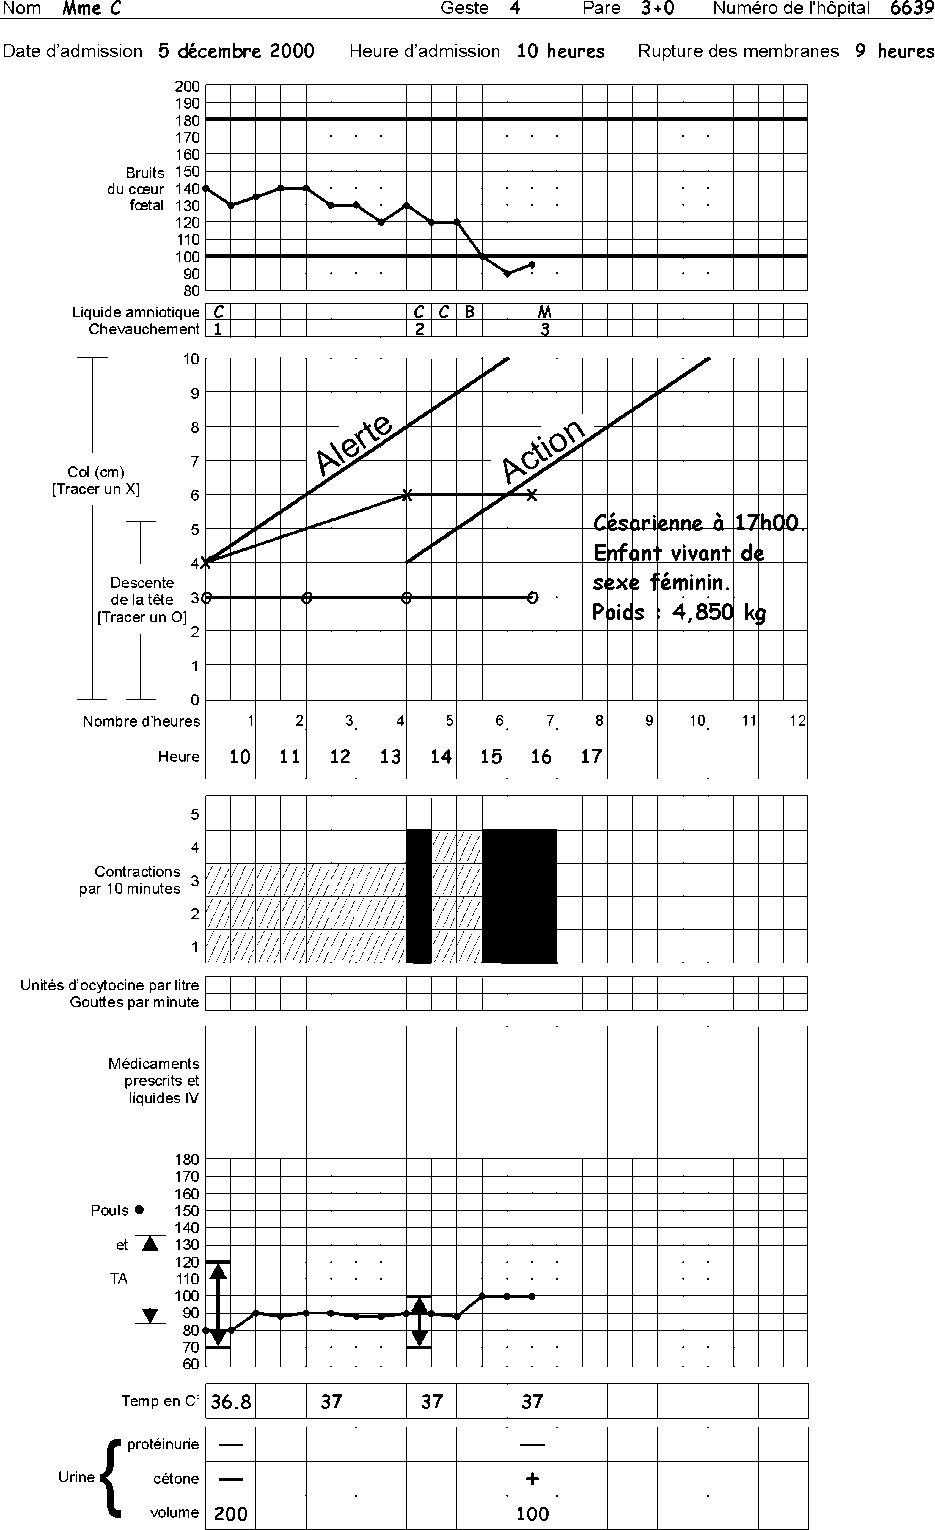 Nom Mme C Geste 4 Pare 3+0 Numéro de l'hôpital 6639
Date d'admission 5 décembre 2000 Heure d'admission 10 heures Rupture des membranes 9 heures
200
190
180
170
160
Bruits 150
du cœur 140
fœtal 130
120
110
100
90
80
Liquide amniotique C C C B M
Chevauchement 1 2 3
10
9
8
7
Alerte
Action
Col (cm)
[Tracer un X]
6
Césarienne à 17h00.
5
Enfant vivant de
4
Descente
de la tête
[Tracer un O]
sexe féminin.
3
Poids : 4,850 kg
2
1
0
Nombre d'heures 1 2 3 4 5 6 7 8 9 10 11 12
Heure 10 11 12 13 14 15 16 17
5
4
Contractions 3
par 10 minutes
2
1
Unités d'ocytocine par litre
Gouttes par minute
Médicaments
prescrits et
liquides IV
180
170
160
Pouls 150
140
et 130
120
TA 110
100
90
80
70
60
Temp en C° 36.8 37 37 37
protéinurie — —
Urine cétone — +
volume 200 100